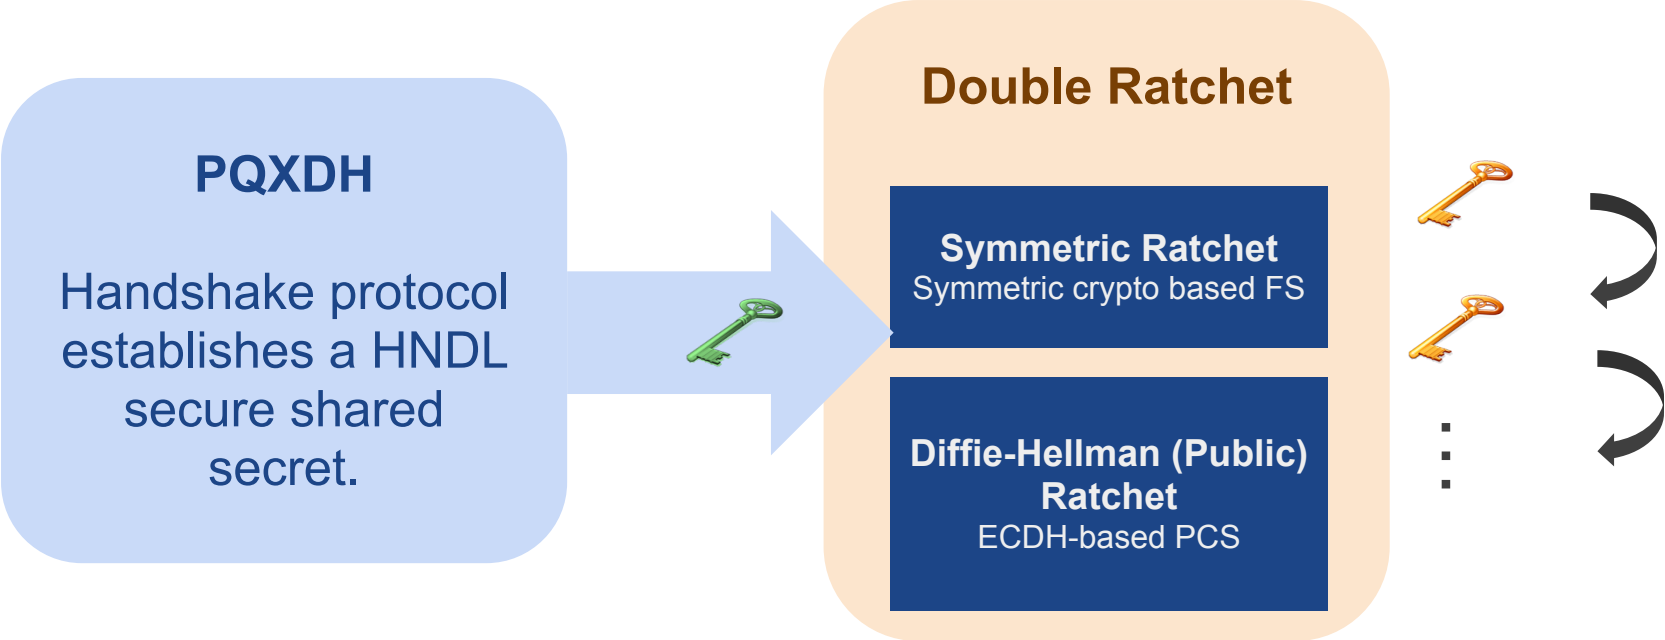 PQXDH
Handshake protocol
establishes a HNDL
secure shared
secret.
Double Ratchet
Symmetric Ratchet
Symmetric crypto based FS
Diffie-Hellman (Public)
Ratchet
ECDH-based PCS